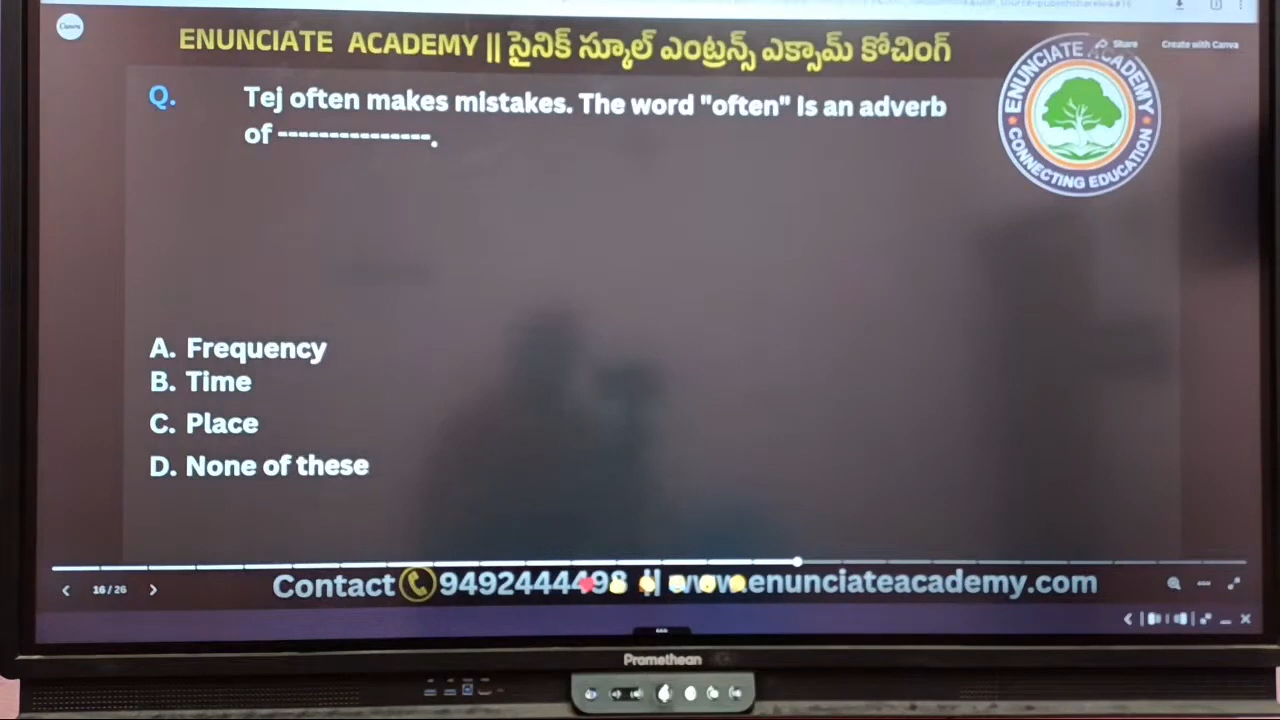 Canva
ENUNCIATE ACADEMY || సైనిక్ స్కూల్ ఎంట్రన్స్ ఎక్సామ్ కోచింగ్
Share
Create with Canva
ENUNCIATE ACADEMY
CONNECTING EDUCATION
Q. Tej often makes mistakes. The word "often" Is an adverb
of ---------------.
A. Frequency
B. Time
C. Place
D. None of these
16 / 26
Contact 9492444498 || www.enunciateacademy.com
Promethean